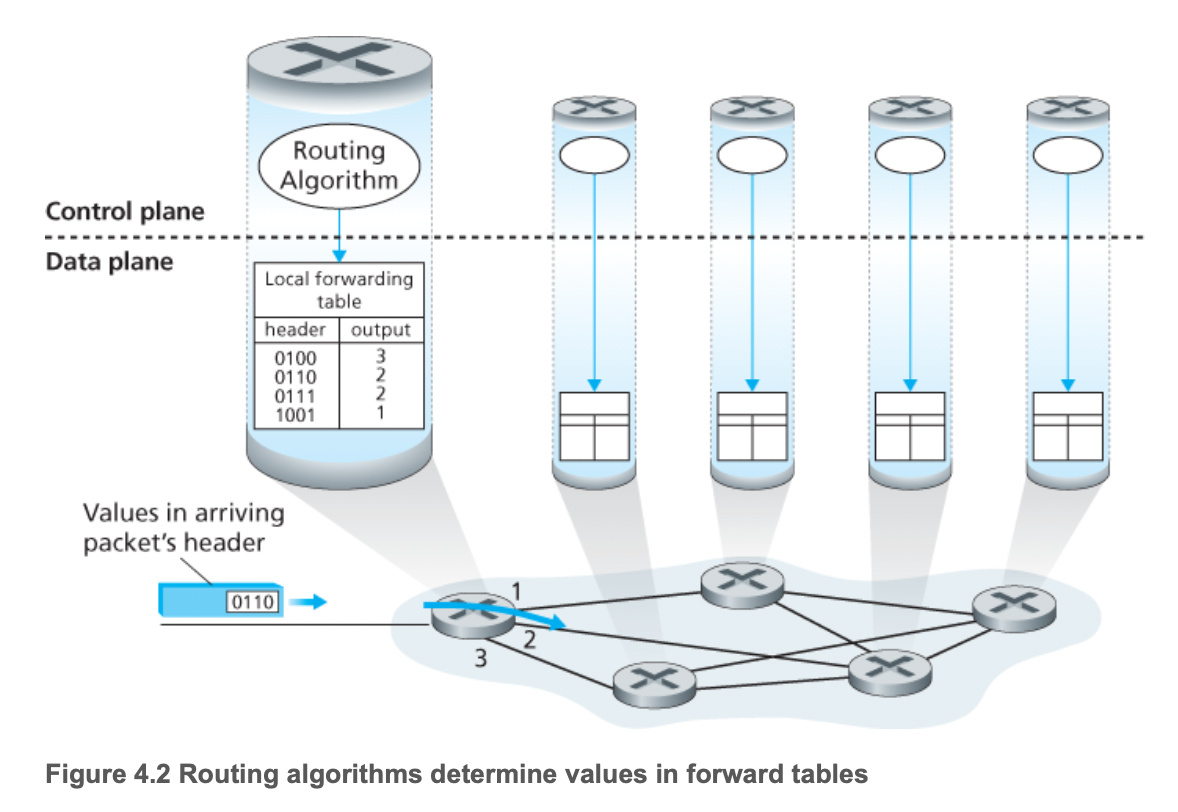 Routing
Algorithm
Control plane
Data plane
Local forwarding
table
header output
0100 3
0110 2
0111 2
1001 1
Values in arriving
packet's header
0110
1
2
3
Figure 4.2 Routing algorithms determine values in forward tables